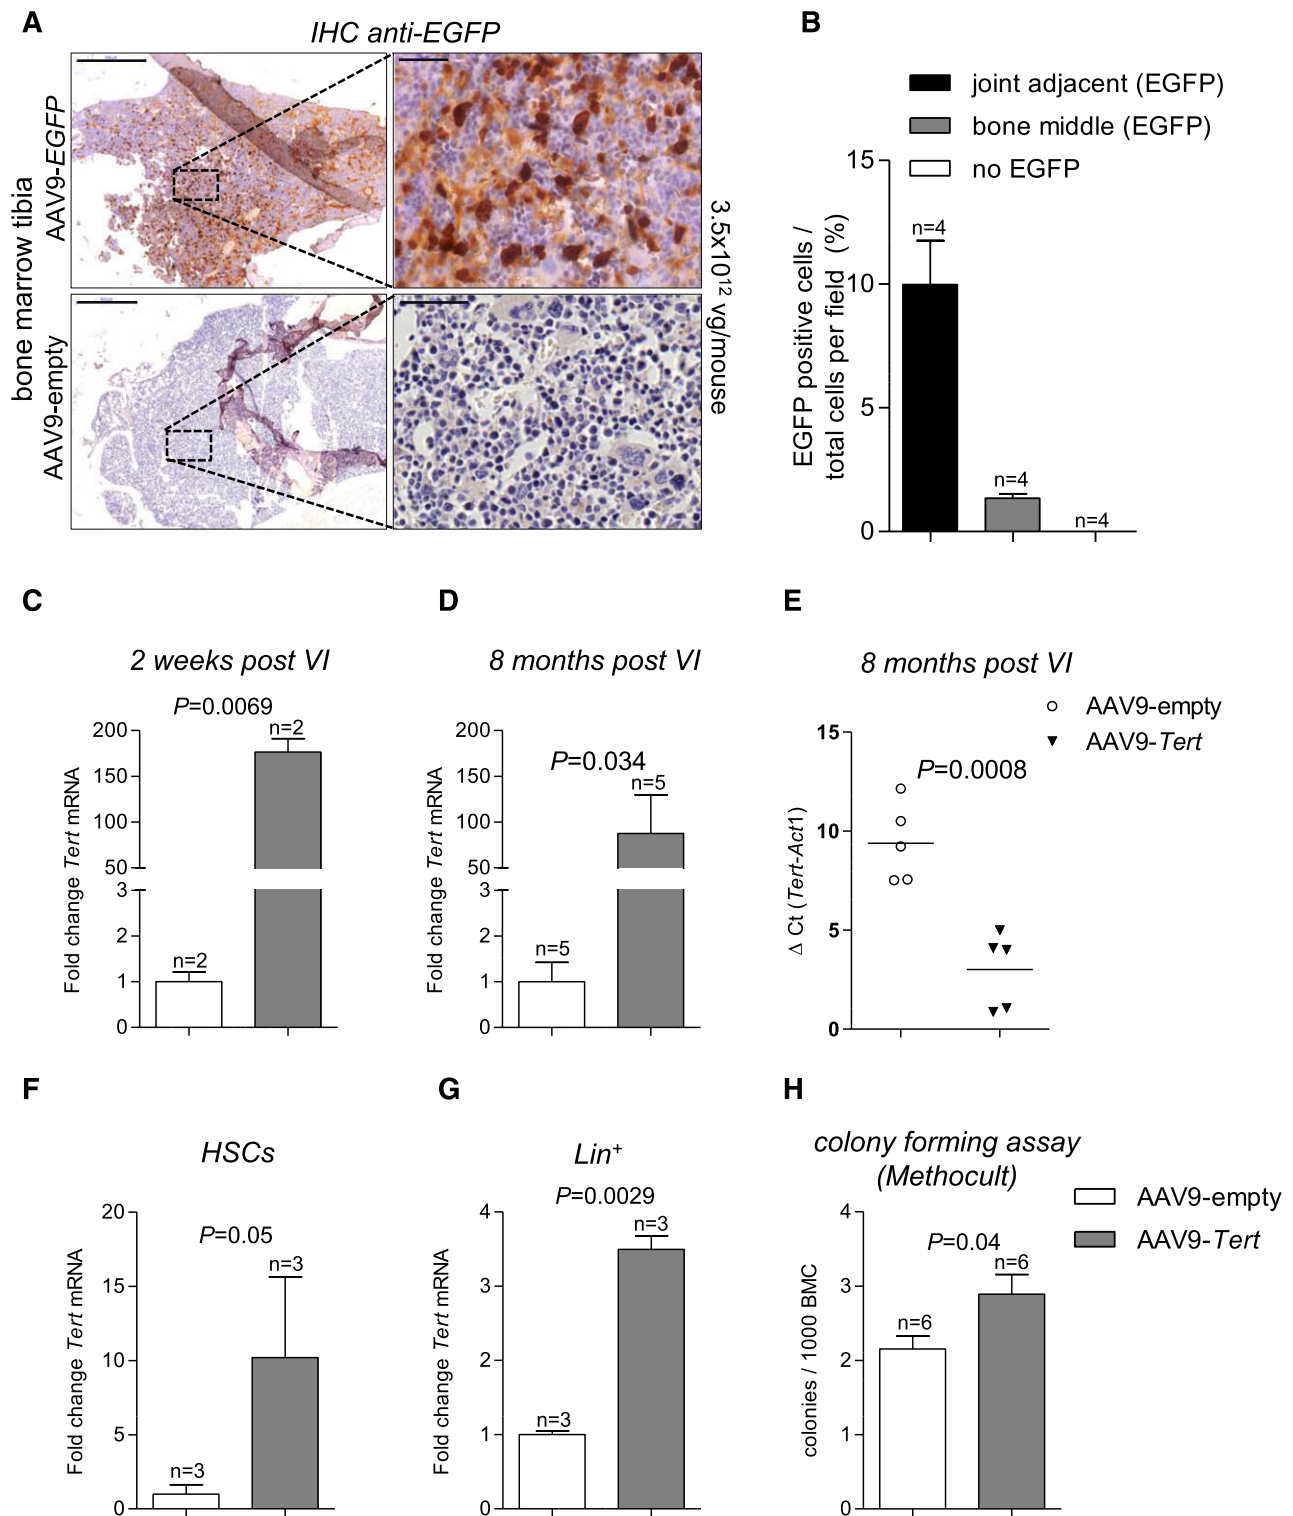 A
IHC anti-EGFP
bone marrow tibia
AAV9-EGFP
AAV9-empty
3.5x10¹² vg/mouse
B
joint adjacent (EGFP)
bone middle (EGFP)
no EGFP
EGFP positive cells /
total cells per field (%)
15
10
5
0
n=4
n=4
n=4
C
2 weeks post VI
P=0.0069
Fold change Tert mRNA
200
150
100
50
3
2
1
0
n=2
n=2
D
8 months post VI
P=0.034
Fold change Tert mRNA
200
150
100
50
3
2
1
0
n=5
n=5
E
8 months post VI
AAV9-empty
AAV9-Tert
P=0.0008
Δ Ct (Tert-Act1)
15
10
5
0
F
HSCs
P=0.05
Fold change Tert mRNA
20
15
10
5
0
n=3
n=3
G
Lin⁺
P=0.0029
Fold change Tert mRNA
4
3
2
1
0
n=3
n=3
H
colony forming assay
(Methocult)
AAV9-empty
AAV9-Tert
P=0.04
colonies / 1000 BMC
4
3
2
1
0
n=6
n=6